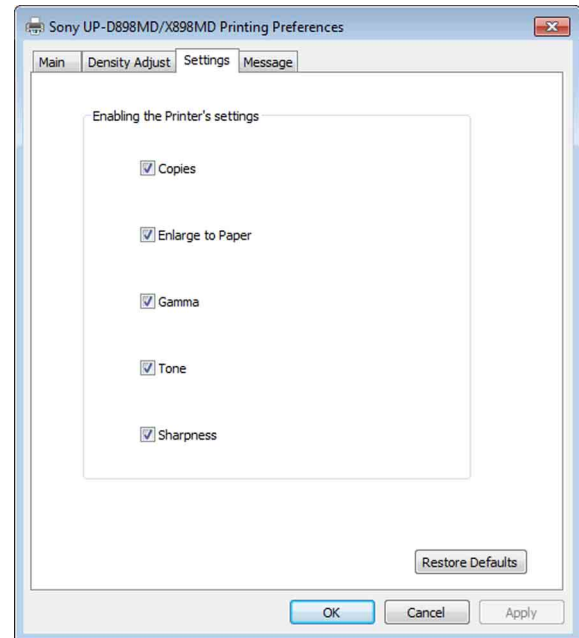 Sony UP-D898MD/X898MD Printing Preferences
Main Density Adjust Settings Message
Enabling the Printer's settings
Copies
Enlarge to Paper
Gamma
Tone
Sharpness
Restore Defaults
OK Cancel Apply